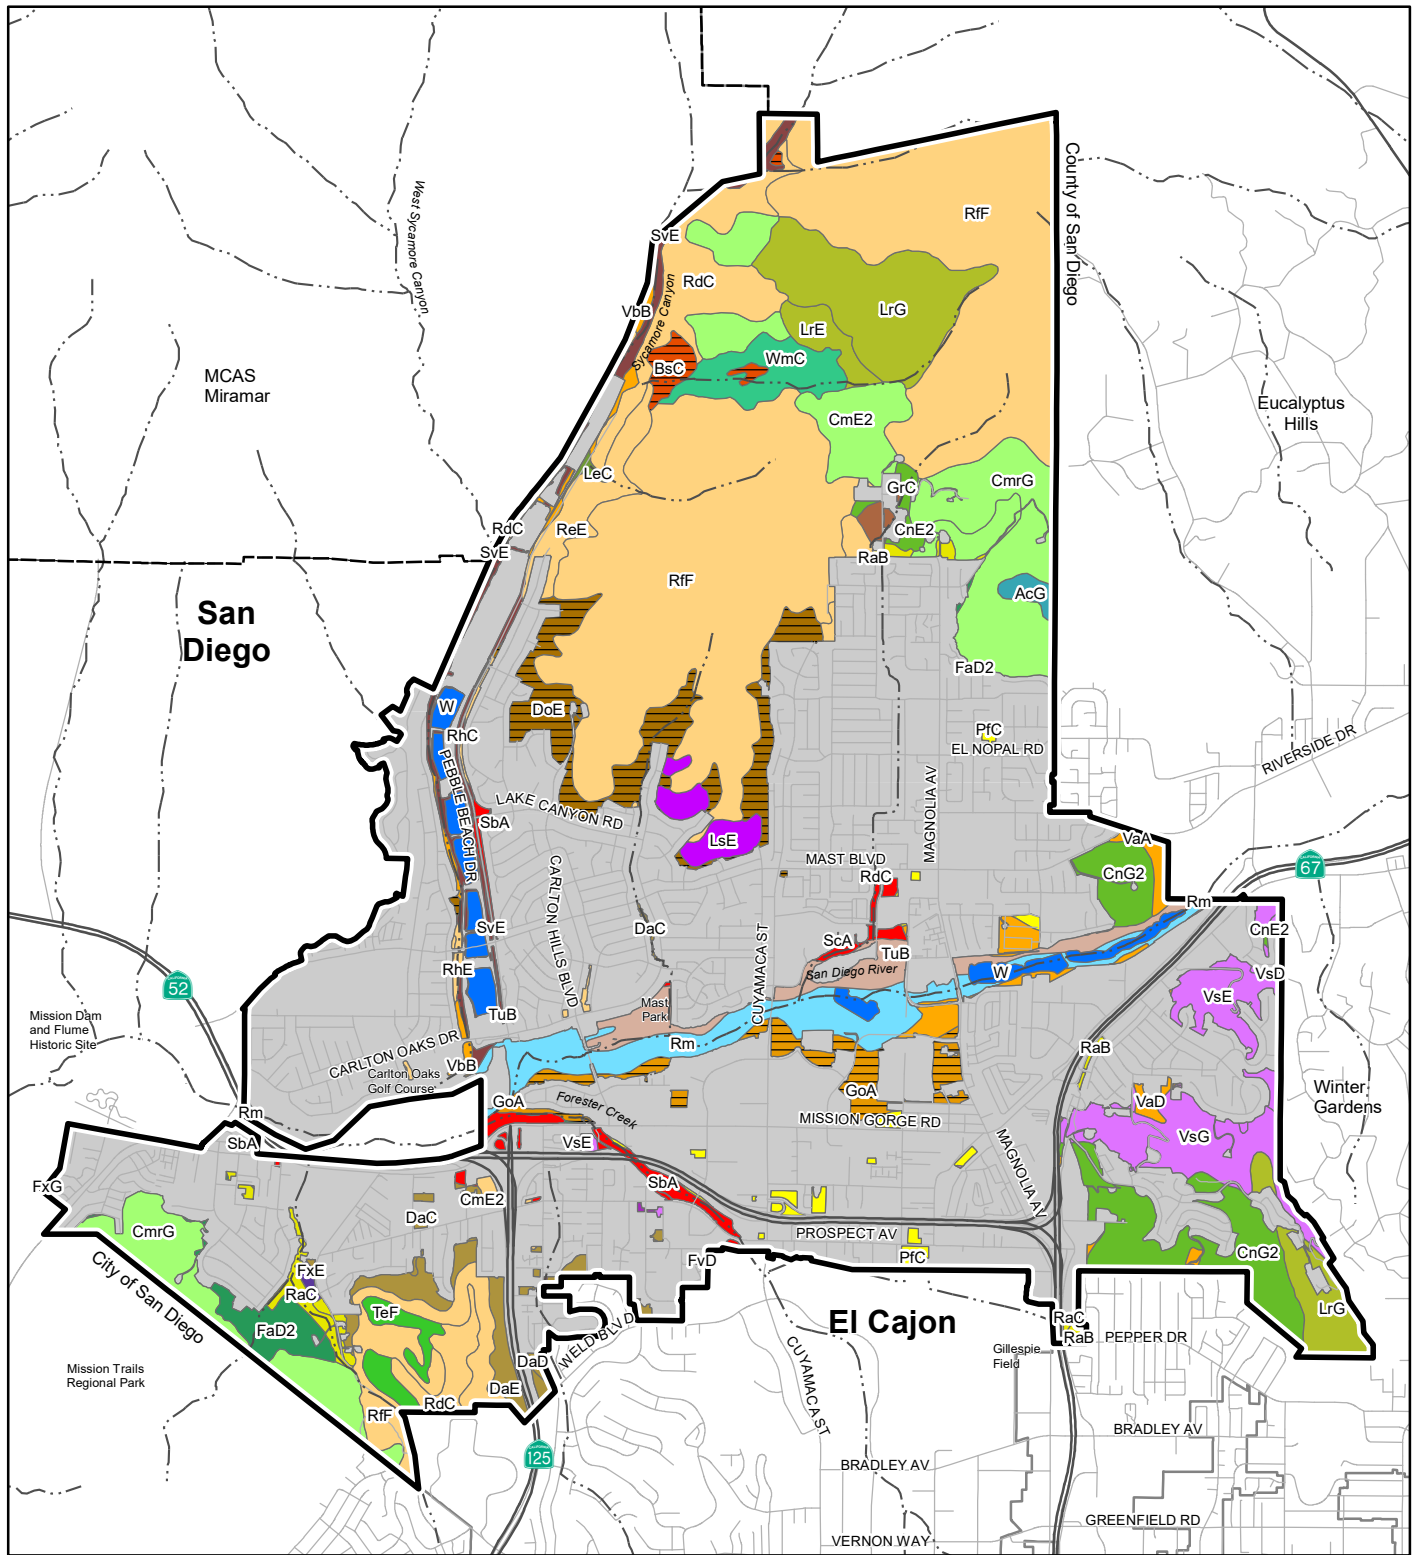 County of San Diego
West Sycamore Canyon
RfF
SvE
RdC
Sycamore Canyon
VbB
LrG
LrE
WmC
BsC
MCAS
Miramar
Eucalyptus
Hills
CmE2
LeC
GrC
CmrG
RdC
ReE
CnE2
SvE
RaB
RfF
AcG
San
Diego
FaD2
W
DoE
RhC
PfC
EL NOPAL RD
RIVERSIDE DR
PEBBLE BEACH DR
LAKE CANYON RD
SbA
MAGNOLIA AV
LsE
VaA
MAST BLVD
67
RdC
CnG2
CARLTON HILLS BLVD
Rm
SvE
DaC
CUYAMACA ST
ScA
TuB
CnE2
RhE
San Diego River
W
VsD
52
VsE
Mast
Park
TuB
Mission Dam
and Flume
Historic Site
CARLTON OAKS DR
Rm
RaB
VbB
Carlton Oaks
Golf Course
GoA
VaD
Winter
Gardens
GoA
Forester Creek
Rm
MISSION GORGE RD
SbA
VsE
VsG
MAGNOLIA AV
FxG
SbA
CmE2
DaC
CmrG
PROSPECT AV
PfC
CnG2
City of San Diego
FxE
FvD
RaC
TeF
LrG
FaD2
El Cajon
RaC
RaB
PEPPER DR
WELD BLVD
Gillespie
Field
DaD
Mission Trails
Regional Park
CUYAMACA ST
DaE
RdC
RfF
BRADLEY AV
125
BRADLEY AV
GREENFIELD RD
VERNON WAY